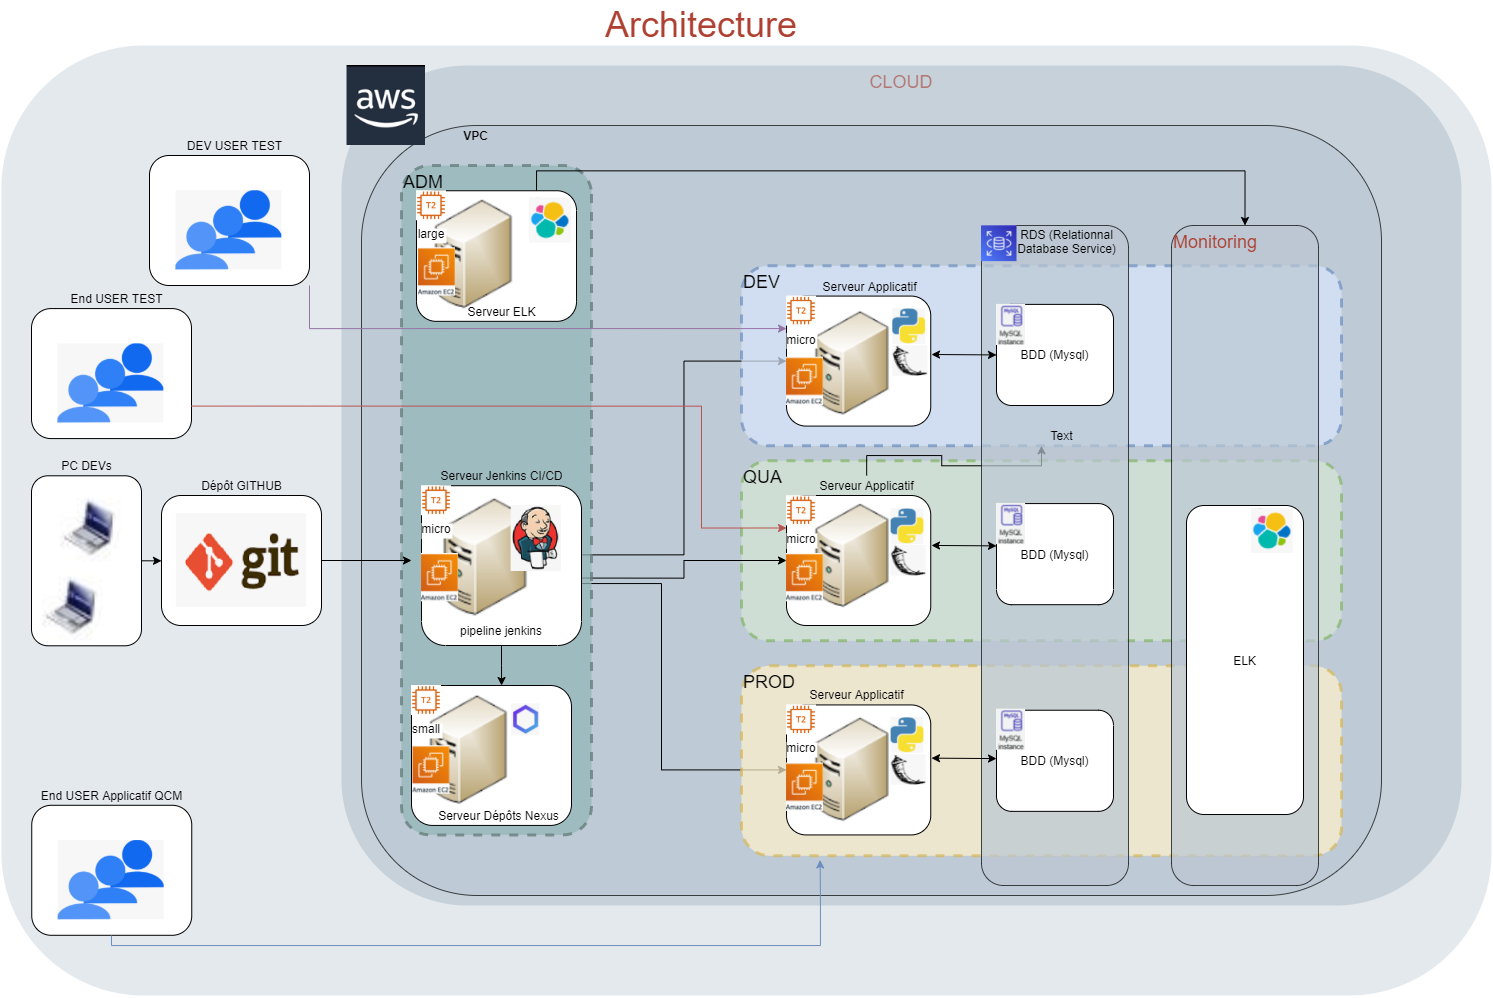 Architecture
CLOUD
aws
VPC
DEV USER TEST
ADM
T2
large
Amazon EC2
Serveur ELK
RDS (Relationnal
Database Service)
Monitoring
End USER TEST
DEV
Serveur Applicatif
T2
micro
Amazon EC2
MySQL
MySQL
instance
BDD (Mysql)
Text
PC DEVs
Dépôt GITHUB
git
Serveur Jenkins CI/CD
T2
micro
Amazon EC2
pipeline jenkins
QUA
Serveur Applicatif
T2
micro
Amazon EC2
MySQL
MySQL
instance
BDD (Mysql)
ELK
T2
small
Amazon EC2
Serveur Dépôts Nexus
PROD
Serveur Applicatif
T2
micro
Amazon EC2
MySQL
MySQL
instance
BDD (Mysql)
End USER Applicatif QCM